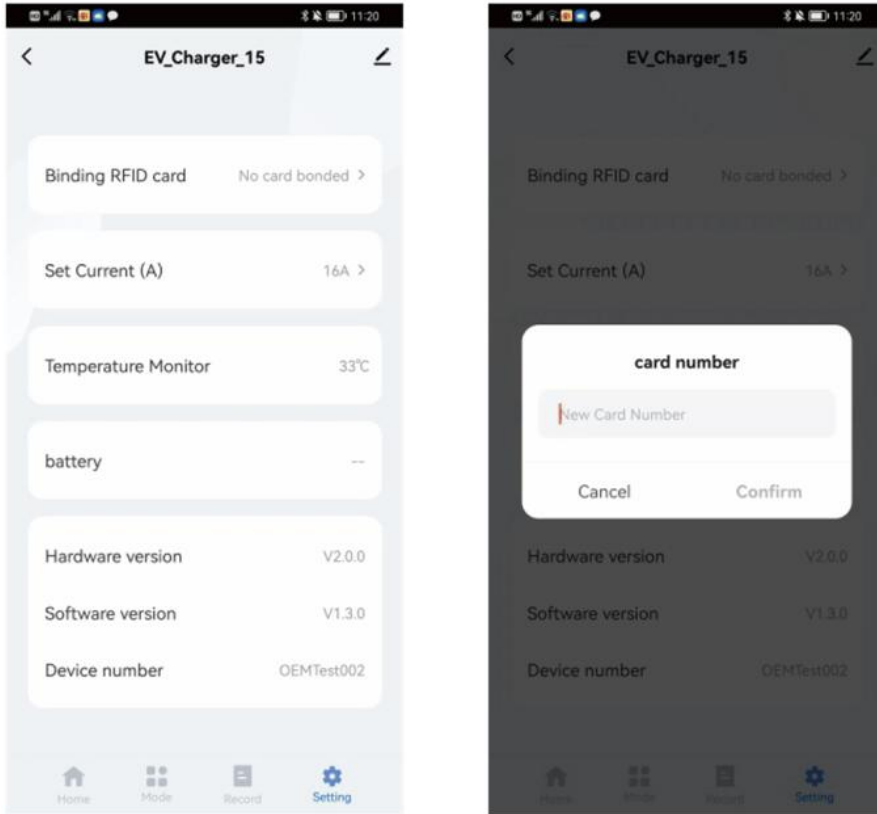 11:20
EV_Charger_15
Binding RFID card No card bonded >
Set Current (A) 16A >
Temperature Monitor 33°C
battery --
Hardware version V2.0.0
Software version V1.3.0
Device number OEMTest002
Home Mode Record Setting
11:20
EV_Charger_15
Binding RFID card No card bonded >
Set Current (A) 16A >
card number
New Card Number
Cancel Confirm
Hardware version V2.0.0
Software version V1.3.0
Device number OEMTest002
Home Mode Record Setting